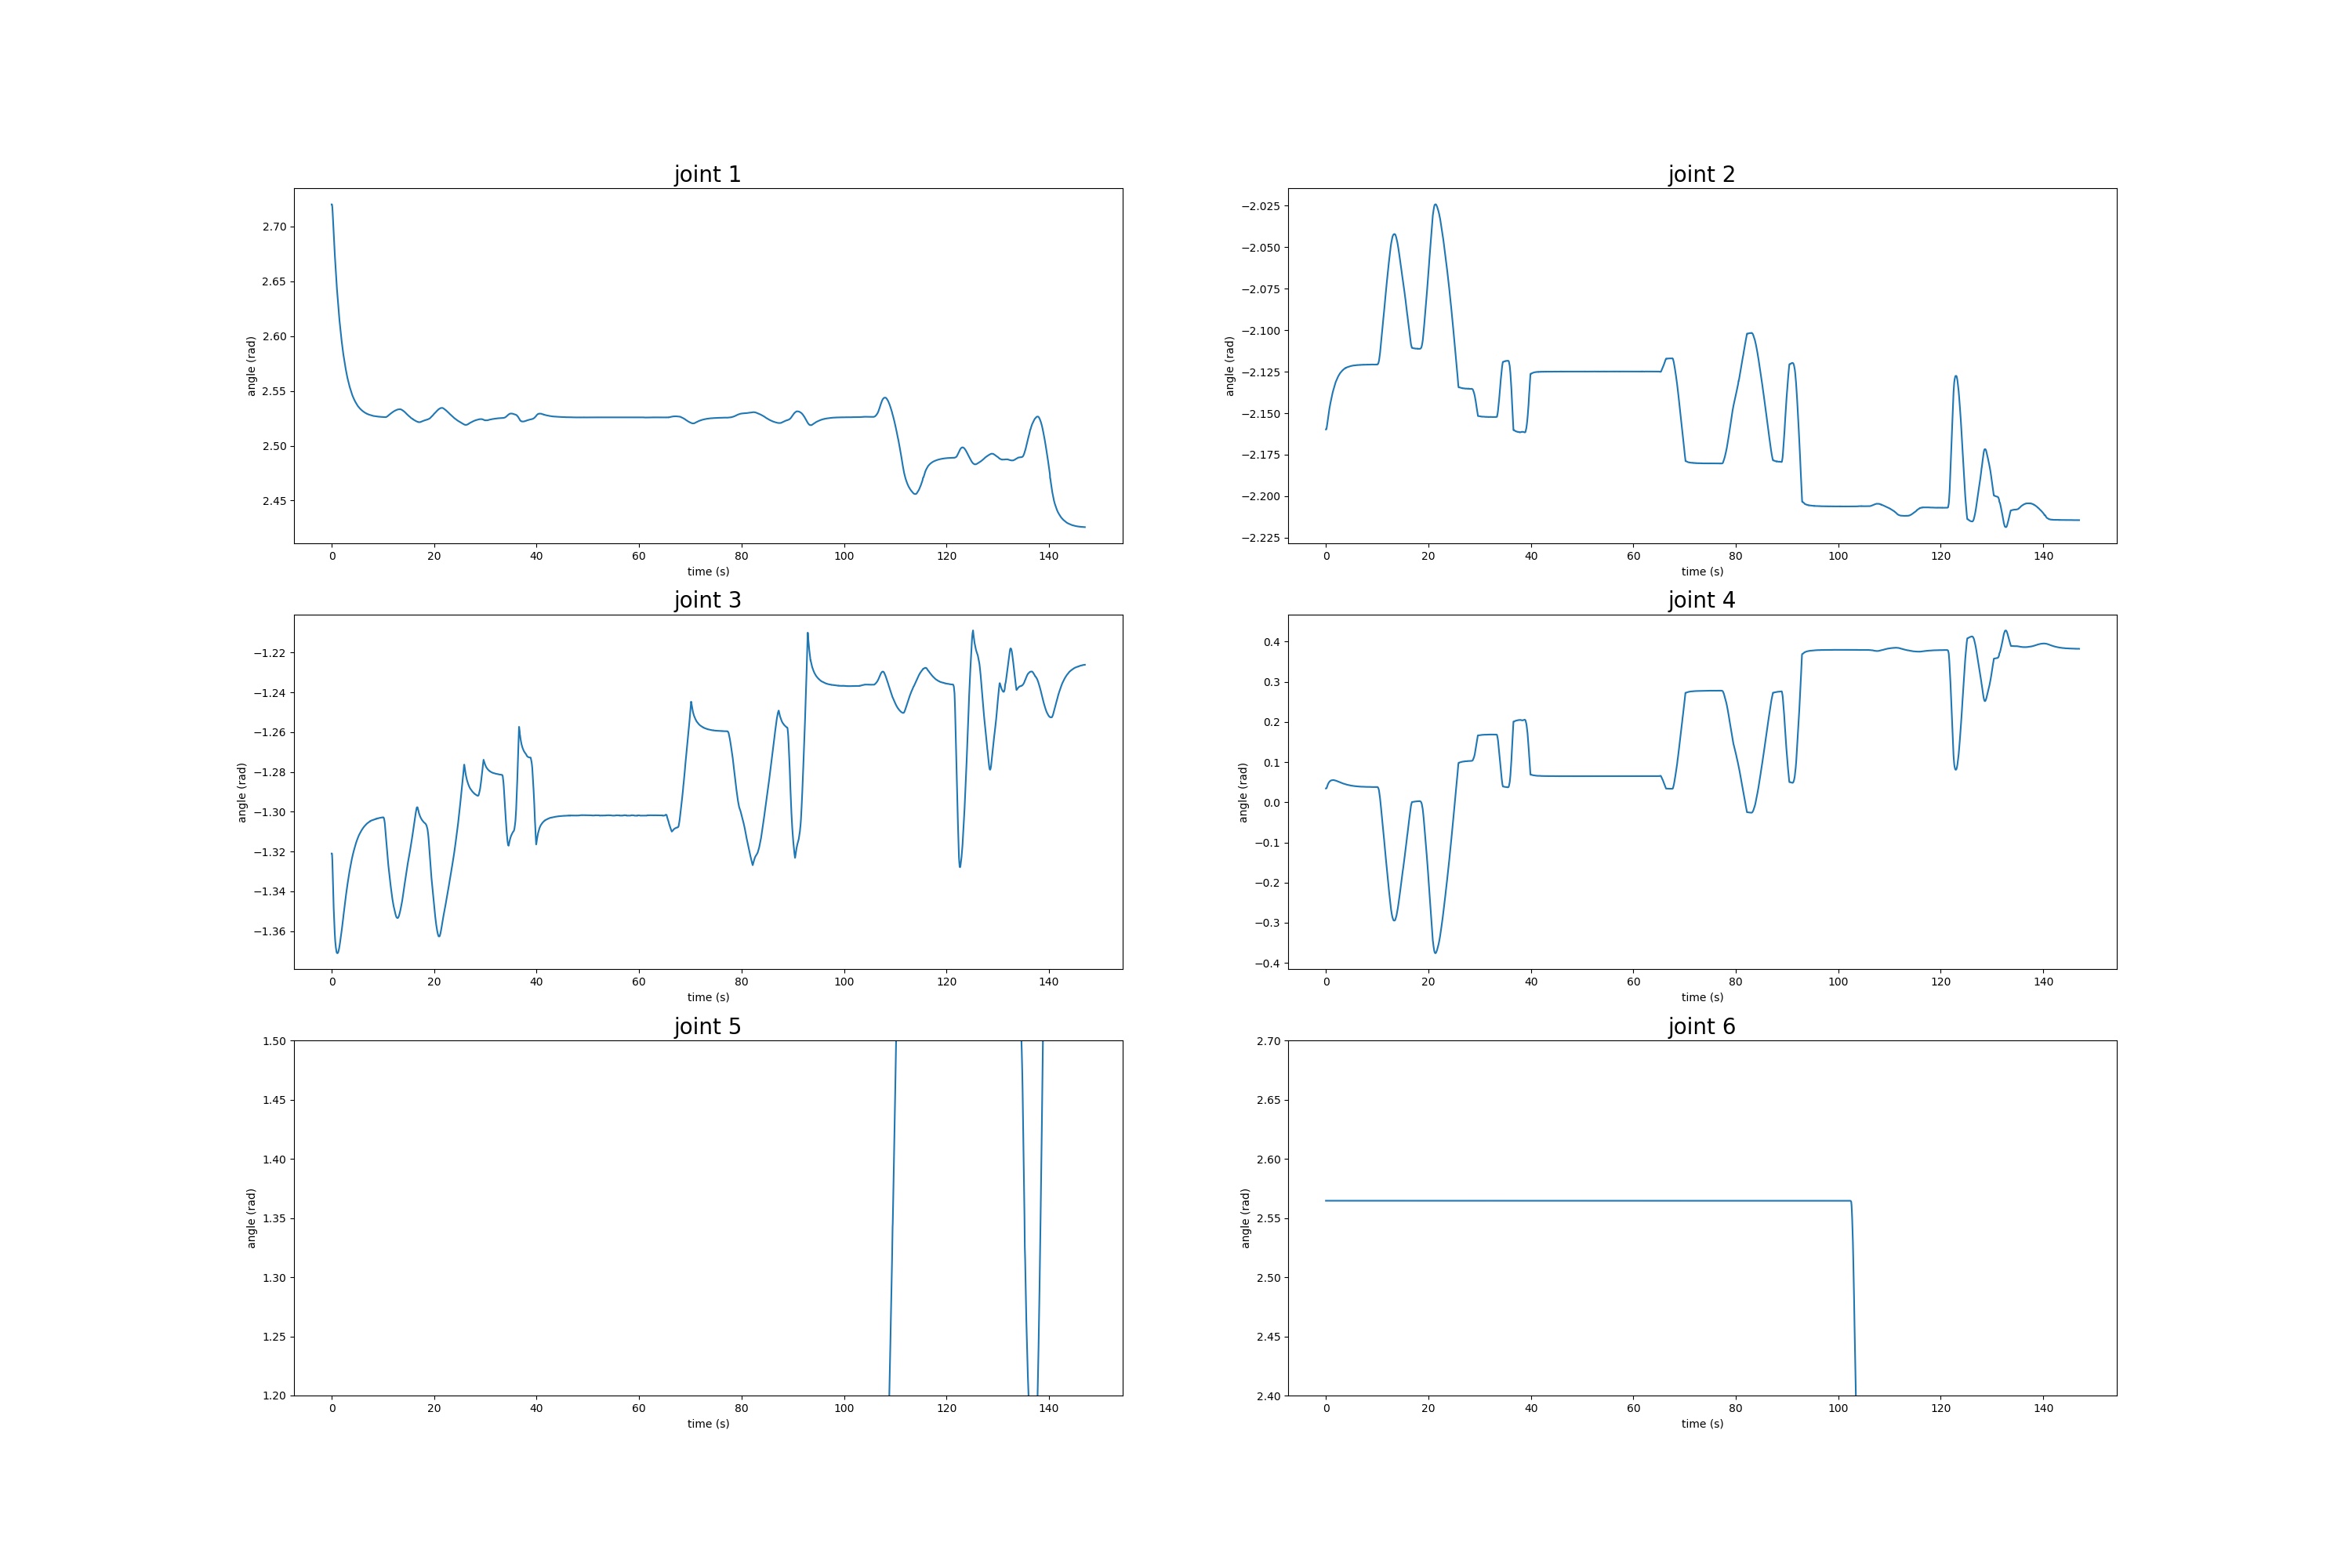 joint 1
2.70
2.65
2.60
2.55
2.50
2.45
angle (rad)
0 20 40 60 80 100 120 140
time (s)
joint 2
−2.025
−2.050
−2.075
−2.100
−2.125
−2.150
−2.175
−2.200
−2.225
angle (rad)
0 20 40 60 80 100 120 140
time (s)
joint 3
−1.22
−1.24
−1.26
−1.28
−1.30
−1.32
−1.34
−1.36
angle (rad)
0 20 40 60 80 100 120 140
time (s)
joint 4
0.4
0.3
0.2
0.1
0.0
−0.1
−0.2
−0.3
−0.4
angle (rad)
0 20 40 60 80 100 120 140
time (s)
joint 5
1.50
1.45
1.40
1.35
1.30
1.25
1.20
angle (rad)
0 20 40 60 80 100 120 140
time (s)
joint 6
2.70
2.65
2.60
2.55
2.50
2.45
2.40
angle (rad)
0 20 40 60 80 100 120 140
time (s)